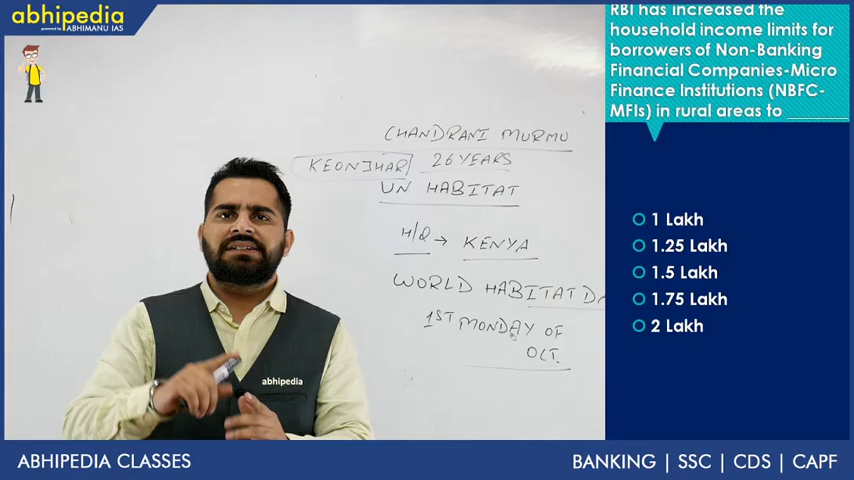 abhipedia
powered by ABHIMANU IAS
RBI has increased the
household income limits for
borrowers of Non-Banking
Financial Companies-Micro
Finance Institutions (NBFC-
MFIs) in rural areas to ________
CHANDRANI MURMU
KEONJHAR 26 YEARS
UN HABITAT
H/Q → KENYA
WORLD HABITAT
1ST MONDAY OF
OCT.
1 Lakh
1.25 Lakh
1.5 Lakh
1.75 Lakh
2 Lakh
abhipedia
ABHIPEDIA CLASSES
BANKING | SSC | CDS | CAPF